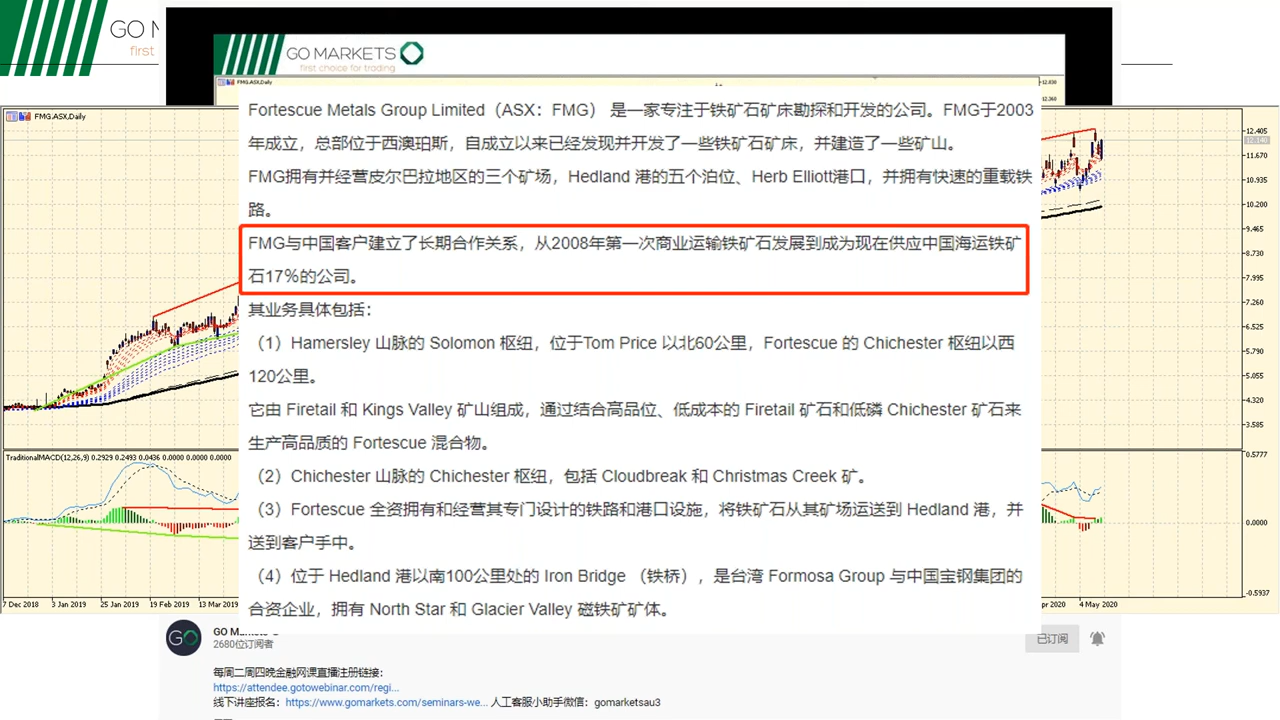 GO M
first
GO MARKETS
first choice for trading
FMG.ASX,Daily
12.830
12.360
FMG.ASX,Daily
Fortescue Metals Group Limited（ASX：FMG） 是一家专注于铁矿石矿床勘探和开发的公司。FMG于2003
年成立，总部位于西澳珀斯，自成立以来已经发现并开发了一些铁矿石矿床，并建造了一些矿山。
FMG拥有并经营皮尔巴拉地区的三个矿场，Hedland 港的五个泊位、Herb Elliott港口，并拥有快速的重载铁
路。
FMG与中国客户建立了长期合作关系，从2008年第一次商业运输铁矿石发展到成为现在供应中国海运铁矿
石17%的公司。
其业务具体包括：
（1）Hamersley 山脉的 Solomon 枢纽，位于Tom Price 以北60公里，Fortescue 的 Chichester 枢纽以西
120公里。
它由 Firetail 和 Kings Valley 矿山组成，通过结合高品位、低成本的 Firetail 矿石和低磷 Chichester 矿石来
生产高品质的 Fortescue 混合物。
（2）Chichester 山脉的 Chichester 枢纽，包括 Cloudbreak 和 Christmas Creek 矿。
（3）Fortescue 全资拥有和经营其专门设计的铁路和港口设施，将铁矿石从其矿场运送到 Hedland 港，并
送到客户手中。
（4）位于 Hedland 港以南100公里处的 Iron Bridge （铁桥），是台湾 Formosa Group 与中国宝钢集团的
合资企业，拥有 North Star 和 Glacier Valley 磁铁矿矿体。
12.405
12.140
11.670
10.935
10.200
9.465
8.730
7.995
7.260
6.525
5.790
5.055
4.320
3.585
TraditionalMACD(12,26,9) 0.2929 0.2493 0.0436 0.0000 0.0000 0.0000
0.5777
0.0000
-0.5937
7 Dec 2018 3 Jan 2019 25 Jan 2019 19 Feb 2019 13 Mar 2019
pr 2020 4 May 2020
GO
GO Markets
2680位订阅者
已订阅
每周二周四晚金融网课直播注册链接：
https://attendee.gotowebinar.com/regi...
线下讲座报名： https://www.gomarkets.com/seminars-we... 人工客服小助手微信：gomarketsau3